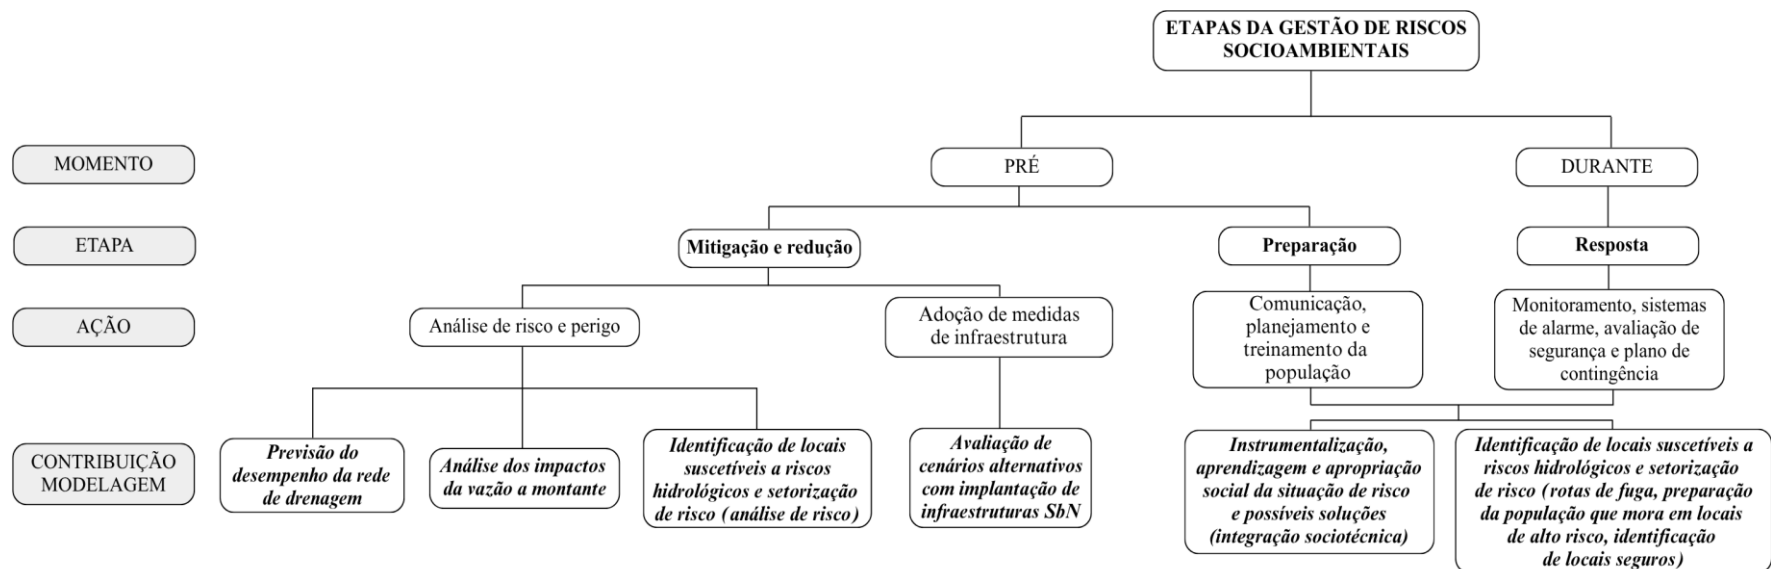 ETAPAS DA GESTÃO DE RISCOS
SOCIOAMBIENTAIS
MOMENTO
PRÉ
DURANTE
ETAPA
Mitigação e redução
Preparação
Resposta
AÇÃO
Análise de risco e perigo
Adoção de medidas
de infraestrutura
Comunicação,
planejamento e
treinamento da
população
Monitoramento, sistemas
de alarme, avaliação de
segurança e plano de
contingência
CONTRIBUIÇÃO
MODELAGEM
Previsão do
desempenho da rede
de drenagem
Análise dos impactos
da vazão a montante
Identificação de locais
suscetíveis a riscos
hidrológicos e setorização
de risco (análise de risco)
Avaliação de
cenários alternativos
com implantação de
infraestruturas SbN
Instrumentalização,
aprendizagem e apropriação
social da situação de risco
e possíveis soluções
(integração sociotécnica)
Identificação de locais suscetíveis a
riscos hidrológicos e setorização
de risco (rotas de fuga, preparação
da população que mora em locais
de alto risco, identificação
de locais seguros)